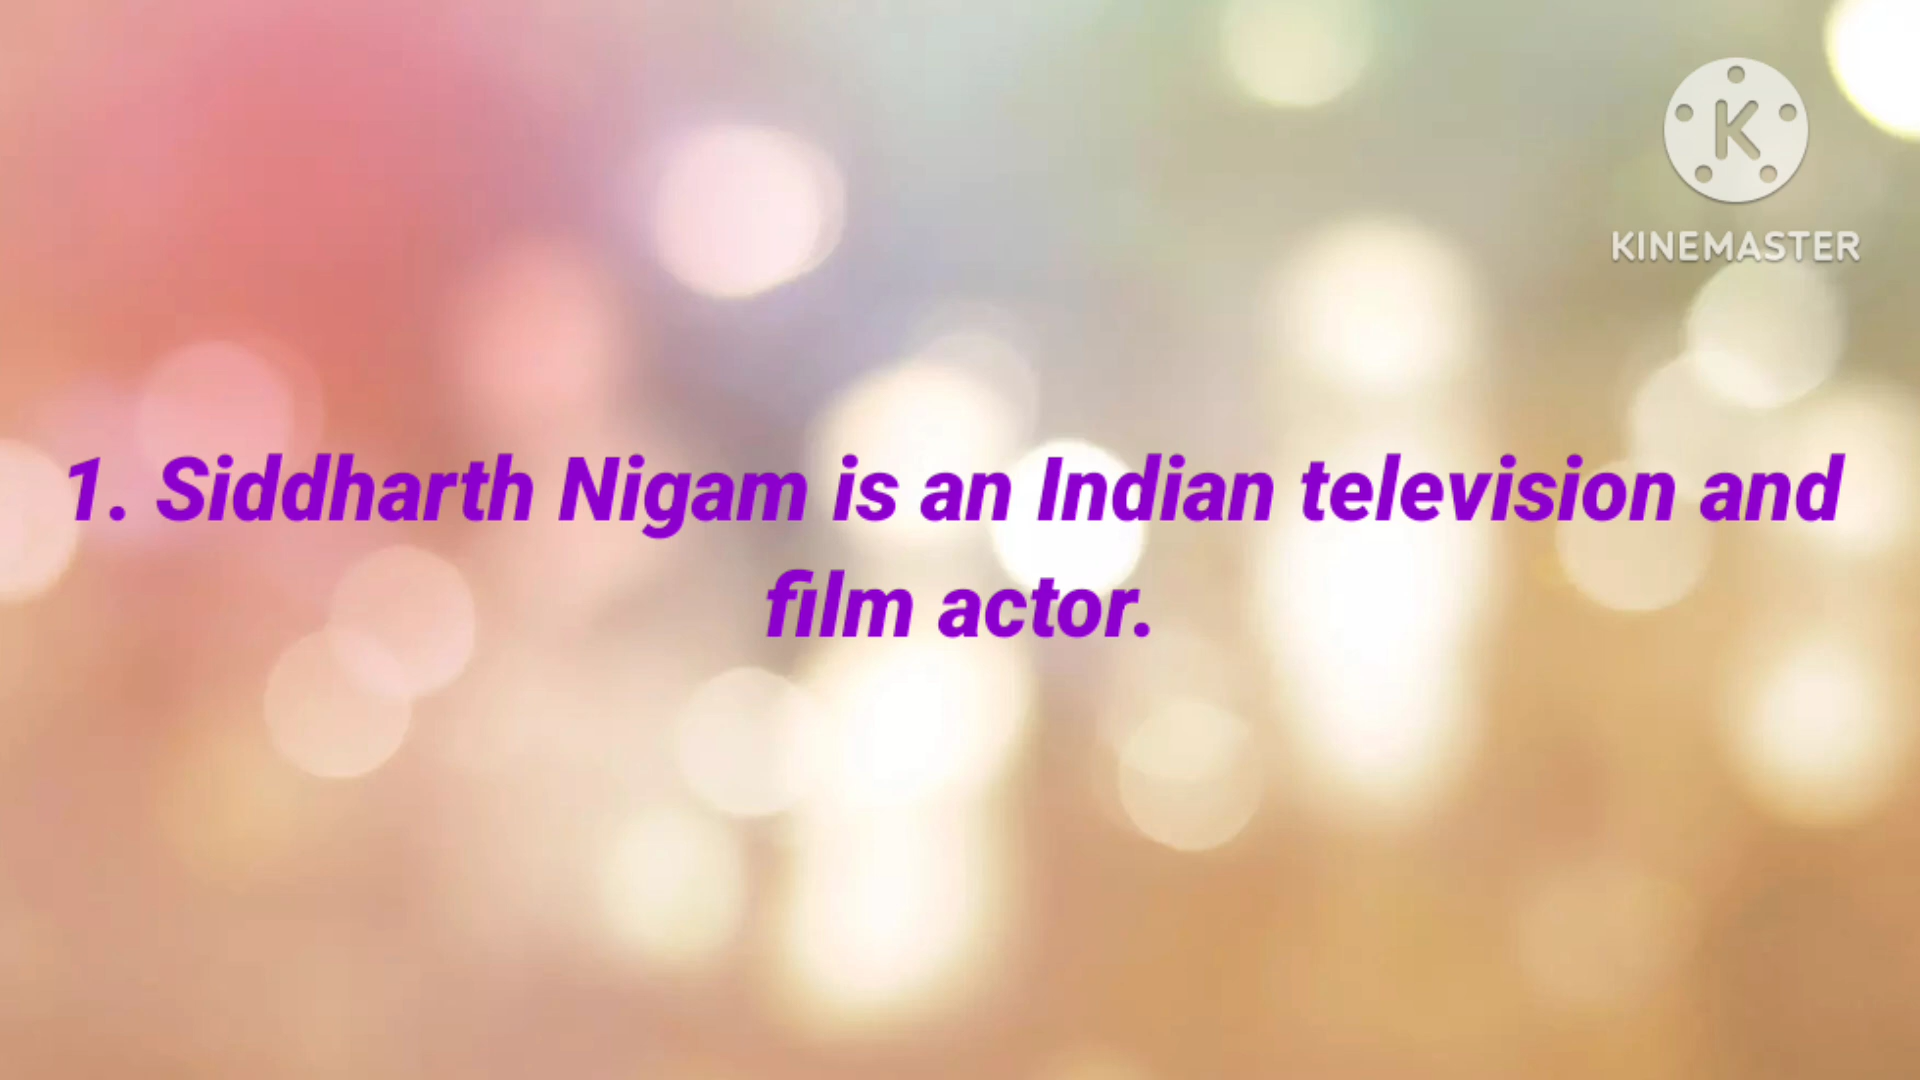 K
KINEMASTER
1. Siddharth Nigam is an Indian television and
film actor.